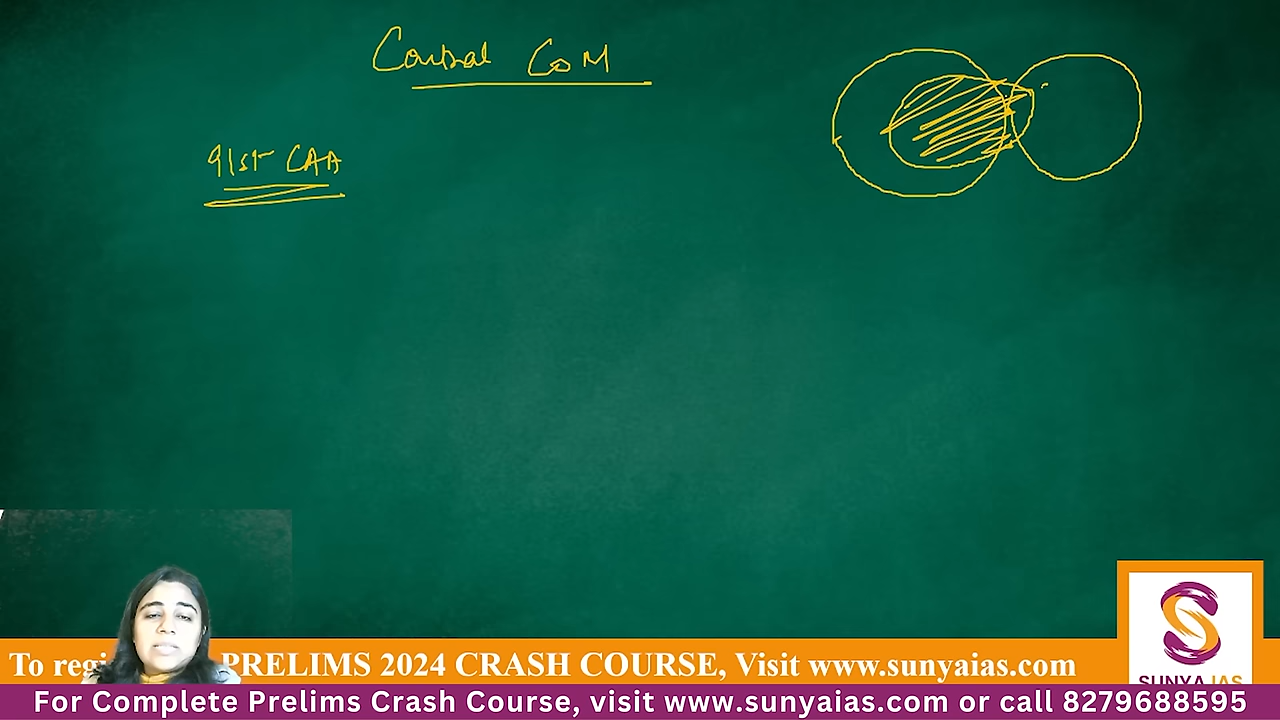 Central CoM
91st CAA
To regi PRELIMS 2024 CRASH COURSE, Visit www.sunyaias.com
SUNYA IAS
For Complete Prelims Crash Course, visit www.sunyaias.com or call 8279688595